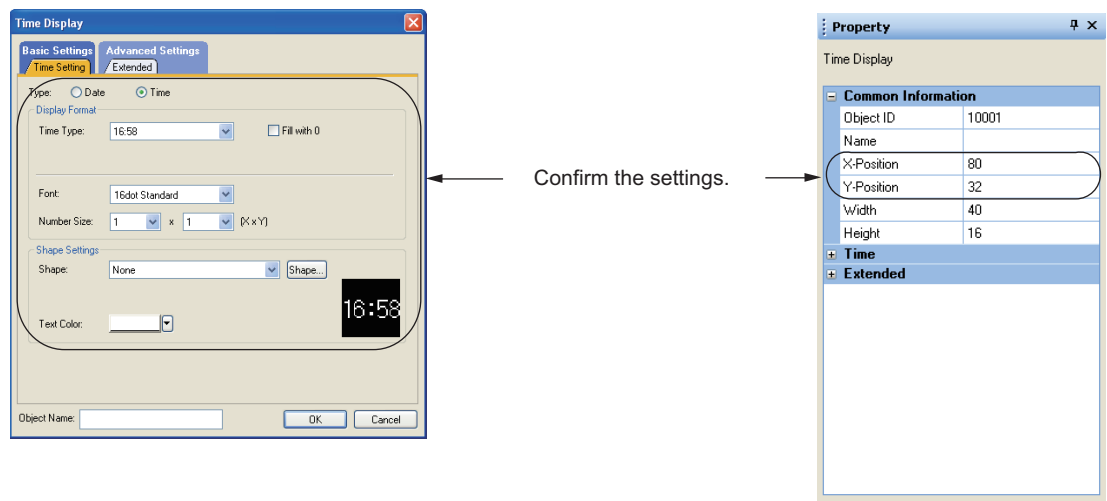 Time Display
Basic Settings Advanced Settings
Time Setting Extended
Type: Date Time
Display Format
Time Type: 16:58 Fill with 0
Font: 16dot Standard
Number Size: 1 x 1 (X x Y)
Shape Settings
Shape: None Shape...
16:58
Text Color:
Object Name: OK Cancel
Confirm the settings.
Property
Time Display
Common Information
Object ID 10001
Name
X-Position 80
Y-Position 32
Width 40
Height 16
Time
Extended